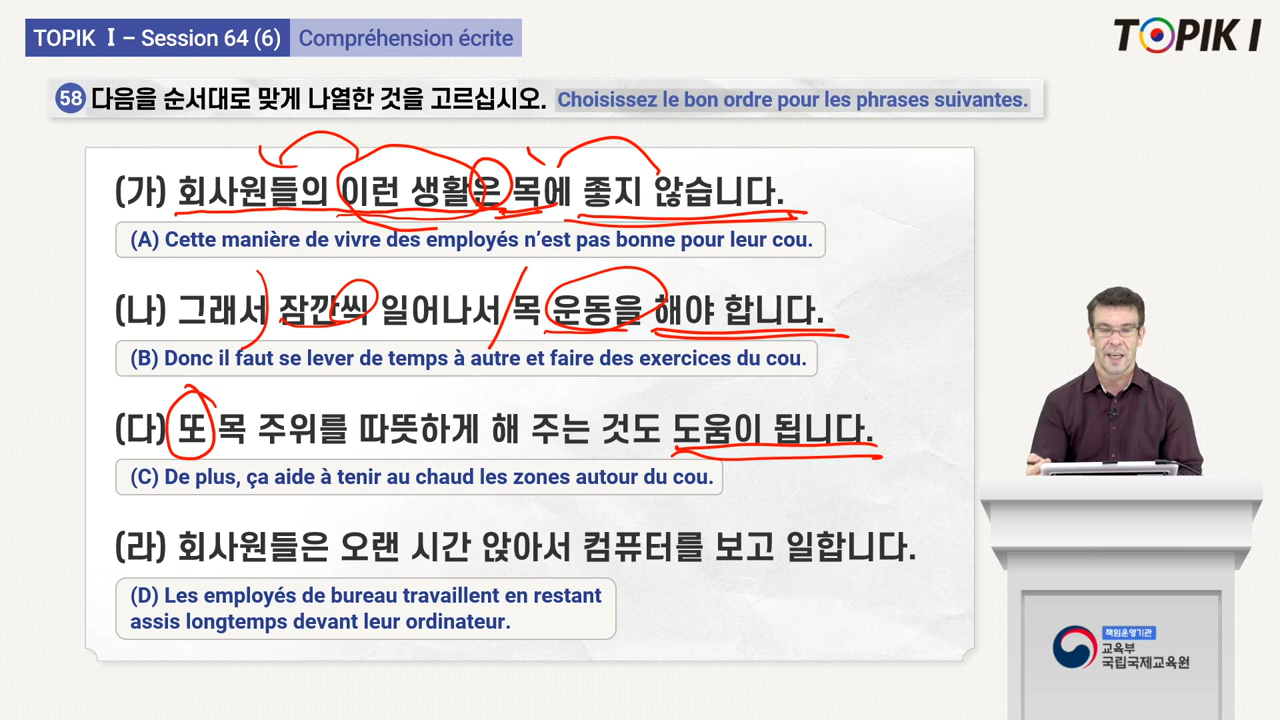 TOPIK I – Session 64 (6) Compréhension écrite
TOPIK I
58 다음을 순서대로 맞게 나열한 것을 고르십시오. Choisissez le bon ordre pour les phrases suivantes.
(가) 회사원들의 이런 생활은 목에 좋지 않습니다.
(A) Cette manière de vivre des employés n’est pas bonne pour leur cou.
(나) 그래서 잠깐씩 일어나서 목 운동을 해야 합니다.
(B) Donc il faut se lever de temps à autre et faire des exercices du cou.
(다) 또 목 주위를 따뜻하게 해 주는 것도 도움이 됩니다.
(C) De plus, ça aide à tenir au chaud les zones autour du cou.
(라) 회사원들은 오랜 시간 앉아서 컴퓨터를 보고 일합니다.
(D) Les employés de bureau travaillent en restant
assis longtemps devant leur ordinateur.
책임운영기관
교육부
국립국제교육원